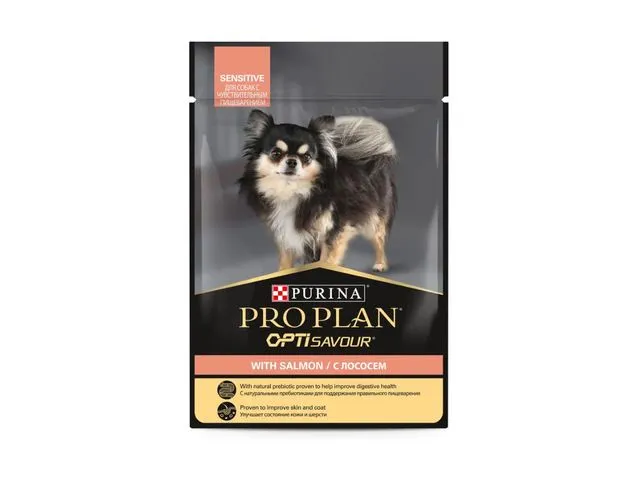 SENSITIVE
ДЛЯ СОБАК С
ЧУВСТВИТЕЛЬНЫМ
ПИЩЕВАРЕНИЕМ
PURINA
PRO PLAN®
OPTISAVOUR®
WITH SALMON / С ЛОСОСЕМ
With natural prebiotic proven to help improve digestive health
С натуральными пребиотиками для поддержания правильного пищеварения
Proven to improve skin and coat
Улучшает состояние кожи и шерсти